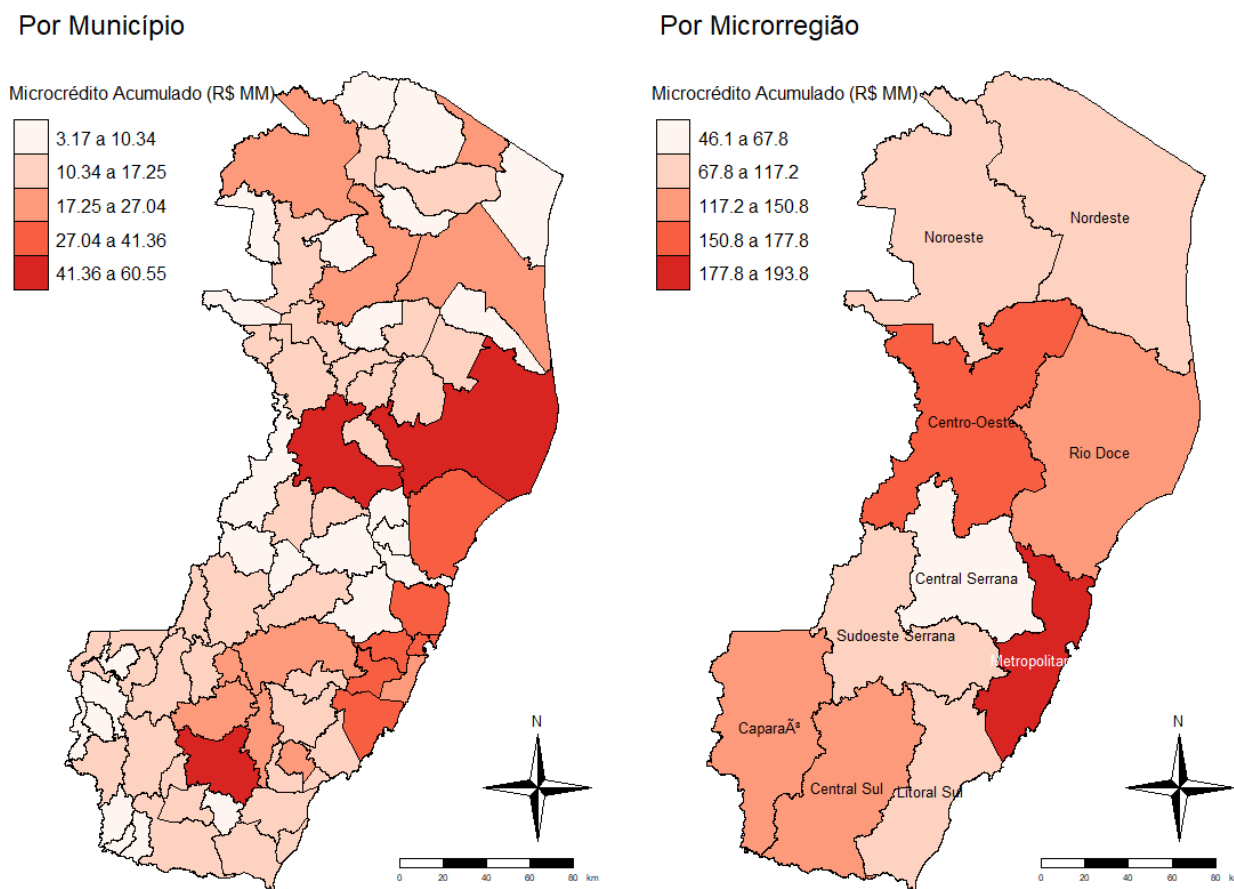 Por Município
Microcrédito Acumulado (R$ MM)
3.17 a 10.34
10.34 a 17.25
17.25 a 27.04
27.04 a 41.36
41.36 a 60.55
N
0 20 40 60 80 km
Por Microrregião
Microcrédito Acumulado (R$ MM)
46.1 a 67.8
67.8 a 117.2
117.2 a 150.8
150.8 a 177.8
177.8 a 193.8
Nordeste
Noroeste
Centro-Oeste
Rio Doce
Central Serrana
Sudoeste Serrana
Metropolita
CaparaÃª
Central Sul
Litoral Sul
N
0 20 40 60 80 km